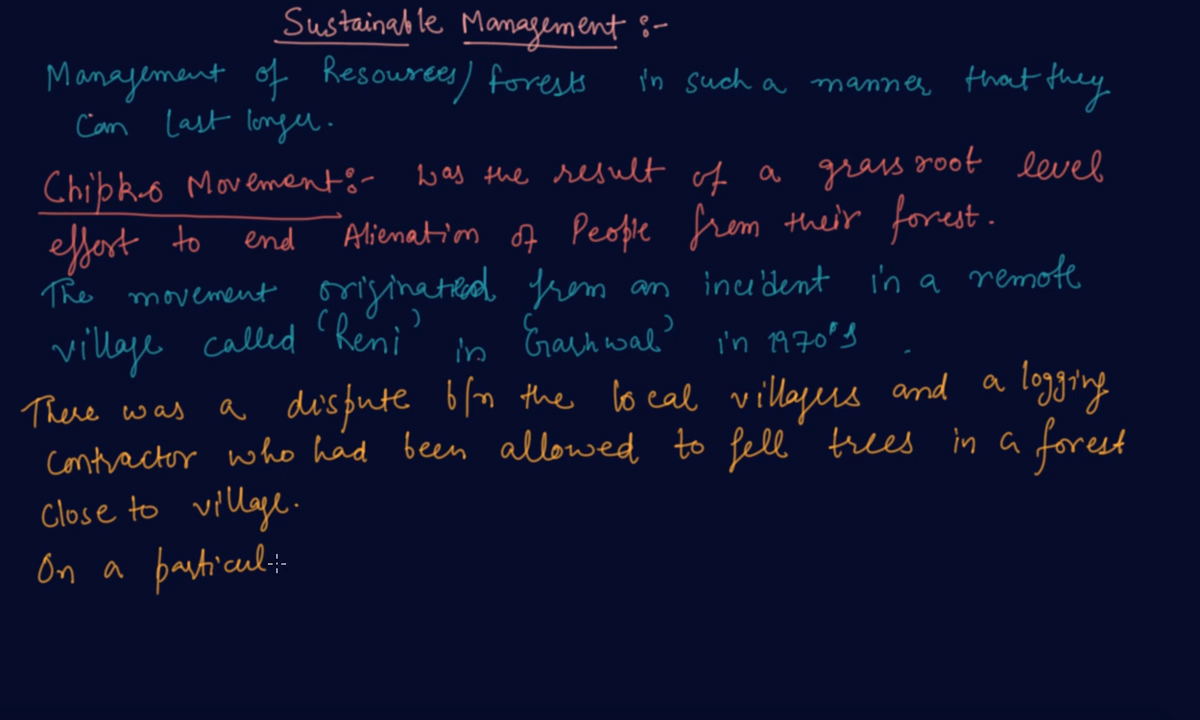 Sustainable Management :-
Management of Resources/forests in such a manner that they
can last longer.
Chipko Movement:- was the result of a grassroot level
effort to end Alienation of People from their forest.
The movement originated from an incident in a remote
village called 'Reni' in 'Garhwal' in 1970's.
There was a dispute b/n the local villagers and a logging
contractor who had been allowed to fell trees in a forest
close to village.
On a particul